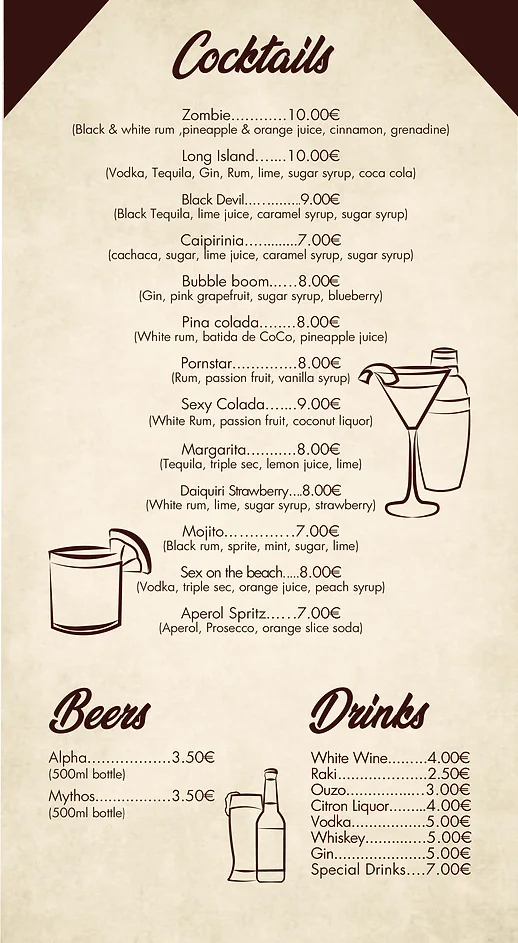 Cocktails
Zombie............10.00€
(Black & white rum ,pineapple & orange juice, cinnamon, grenadine)
Long Island.......10.00€
(Vodka, Tequila, Gin, Rum, lime, sugar syrup, coca cola)
Black Devil..............9.00€
(Black Tequila, lime juice, caramel syrup, sugar syrup)
Caipirinia.............7.00€
(cachaca, sugar, lime juice, caramel syrup, sugar syrup)
Bubble boom......8.00€
(Gin, pink grapefruit, sugar syrup, blueberry)
Pina colada........8.00€
(White rum, batida de CoCo, pineapple juice)
Pornstar..............8.00€
(Rum, passion fruit, vanilla syrup)
Sexy Colada.......9.00€
(White Rum, passion fruit, coconut liquor)
Margarita...........8.00€
(Tequila, triple sec, lemon juice, lime)
Daiquiri Strawberry...8.00€
(White rum, lime, sugar syrup, strawberry)
Mojito...............7.00€
(Black rum, sprite, mint, sugar, lime)
Sex on the beach.....8.00€
(Vodka, triple sec, orange juice, peach syrup)
Aperol Spritz......7.00€
(Aperol, Prosecco, orange slice soda)
Beers
Alpha...................3.50€
(500ml bottle)
Mythos.................3.50€
(500ml bottle)
Drinks
White Wine.........4.00€
Raki.....................2.50€
Ouzo...................3.00€
Citron Liquor.........4.00€
Vodka..................5.00€
Whiskey...............5.00€
Gin......................5.00€
Special Drinks....7.00€